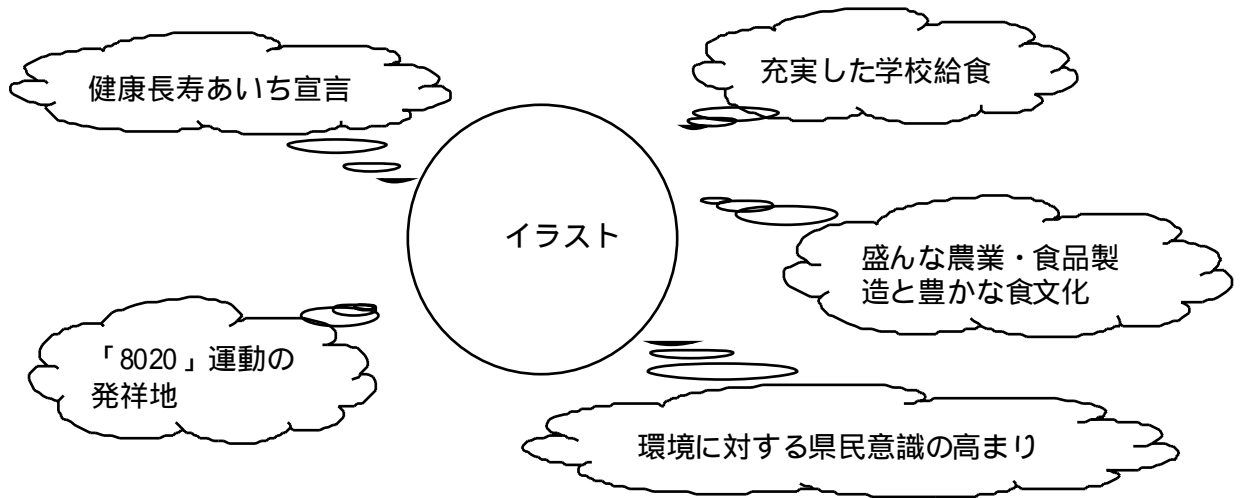 健康長寿あいち宣言
充実した学校給食
イラスト
盛んな農業・食品製
造と豊かな食文化
「8020」運動の
発祥地
環境に対する県民意識の高まり